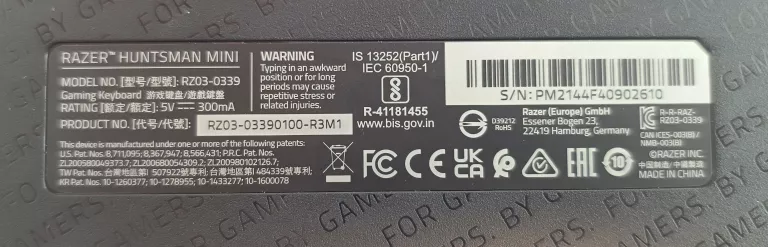 RAZER™ HUNTSMAN MINI
MODEL NO. [型号/型號]: RZ03-0339
Gaming Keyboard 游戏键盘/遊戲鍵盤
RATING [额定/額定]: 5V⎓ 300mA
PRODUCT NO. [代号/代號]: RZ03-03390100-R3M1
WARNING
Typing in an awkward
position or for long
periods may cause
repetitive stress or
related injuries.
IS 13252(Part1)/
IEC 60950-1
R-41181455
www.bis.gov.in
S/N: PM2144F40902610
D39212
RoHS
Razer (Europe) GmbH
Essener Bogen 23,
22419 Hamburg, Germany
R-R-RAZ-
RZ03-0339
CAN ICES-003(B) /
NMB-003(B)
This device is manufactured under one or more of the following patents:
U.S. Pat. Nos. 8,711,095; 8,367,947, 8,566,431; P.R.C. Pat. Nos.
ZL200580049373.7, ZL200680054309.2, ZL200980102126.7;
TW Pat. Nos. 台灣地區第I 507922號專利; 台灣地區第I 484339號專利;
KR Pat. Nos. 10-1260377; 10-1278955; 10-1433277; 10-1600078
FC CE UK CA EAC 10
©RAZER INC.
中国制造/中國製造
MADE IN CHINA
FOR GAMERS. BY GAMERS.